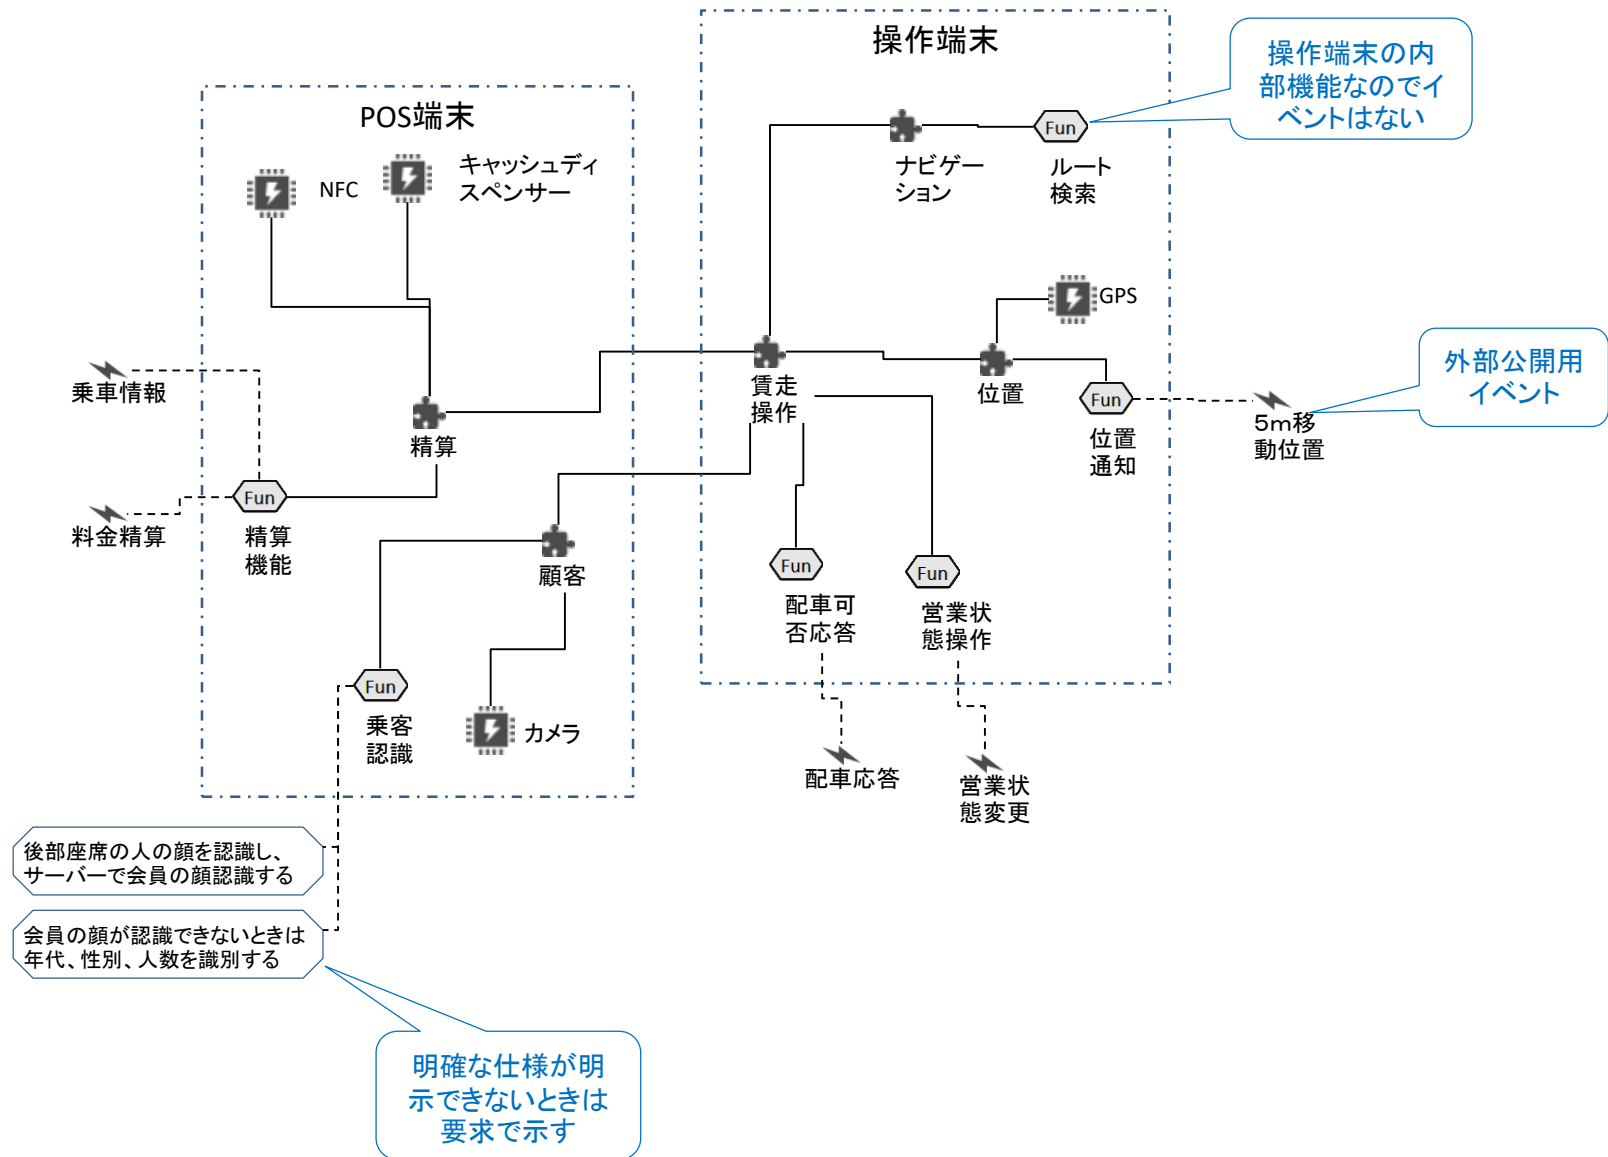 操作端末
操作端末の内
部機能なのでイ
ベントはない
POS端末
キャッシュディ
スペンサー
NFC
Fun
ナビゲー
ション
ルート
検索
GPS
乗車情報
賃走
操作
位置
Fun
位置
通知
5m移
動位置
外部公開用
イベント
精算
Fun
料金精算
精算
機能
顧客
Fun
配車可
否応答
Fun
営業状
態操作
Fun
乗客
認識
カメラ
配車応答
営業状
態変更
後部座席の人の顔を認識し、
サーバーで会員の顔認識する
会員の顔が認識できないときは
年代、性別、人数を識別する
明確な仕様が明
示できないときは
要求で示す